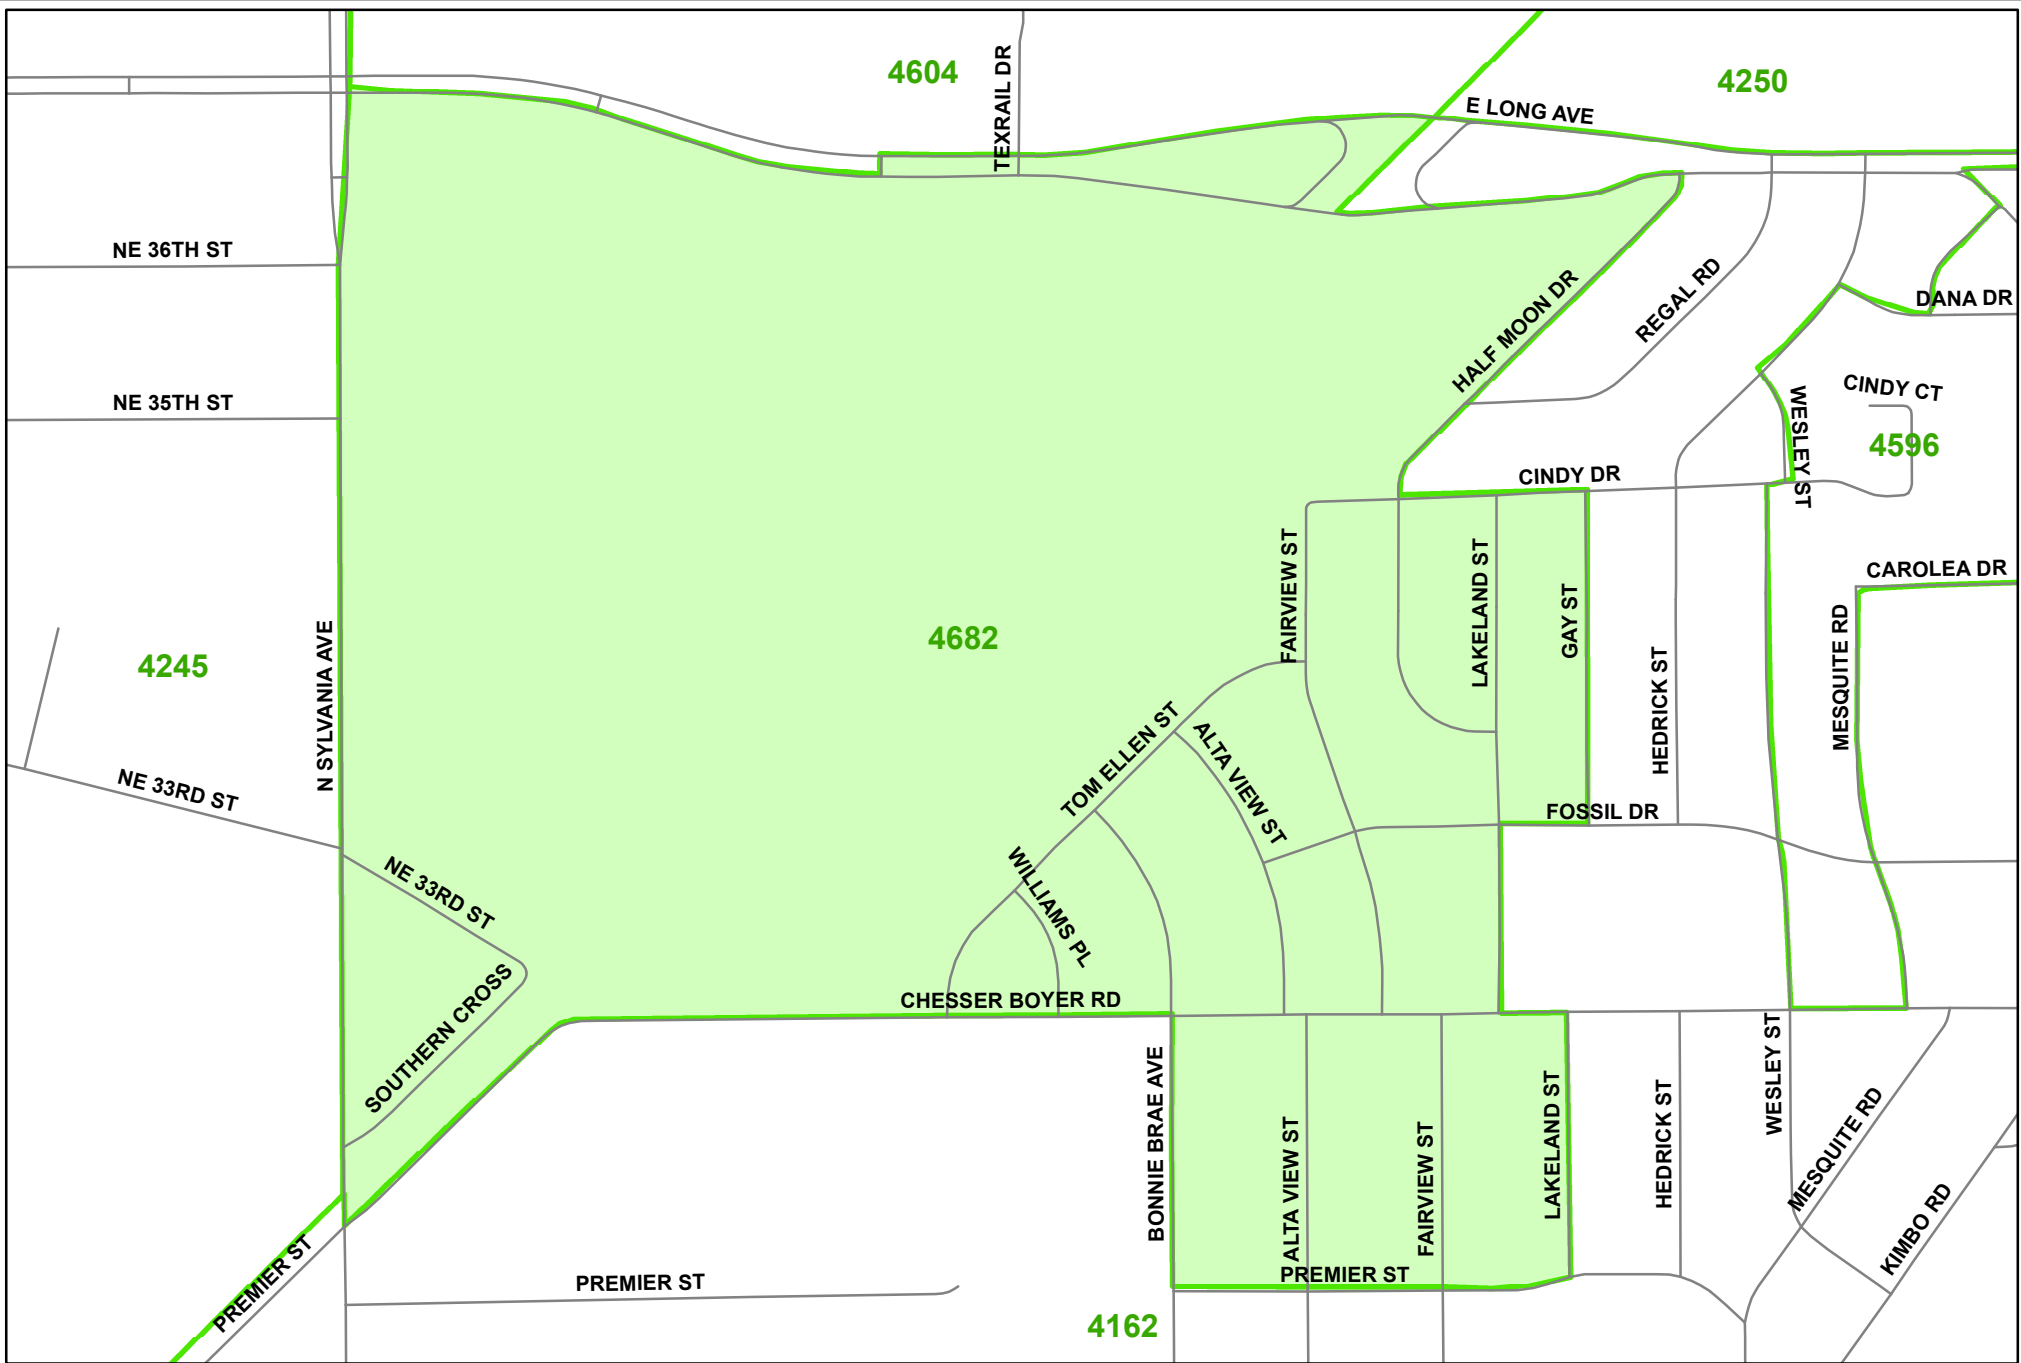 4604
TEXRAIL DR
4250
E LONG AVE
NE 36TH ST
HALF MOON DR
REGAL RD
DANA DR
NE 35TH ST
WESLEY ST
CINDY CT
4596
CINDY DR
FAIRVIEW ST
LAKELAND ST
GAY ST
CAROLEA DR
MESQUITE RD
HEDRICK ST
4245
N SYLVANIA AVE
4682
NE 33RD ST
TOM ELLEN ST
ALTA VIEW ST
FOSSIL DR
NE 33RD ST
WILLIAMS PL
SOUTHERN CROSS
CHESSER BOYER RD
BONNIE BRAE AVE
ALTA VIEW ST
FAIRVIEW ST
LAKELAND ST
HEDRICK ST
WESLEY ST
MESQUITE RD
KIMBO RD
PREMIER ST
PREMIER ST
PREMIER ST
4162